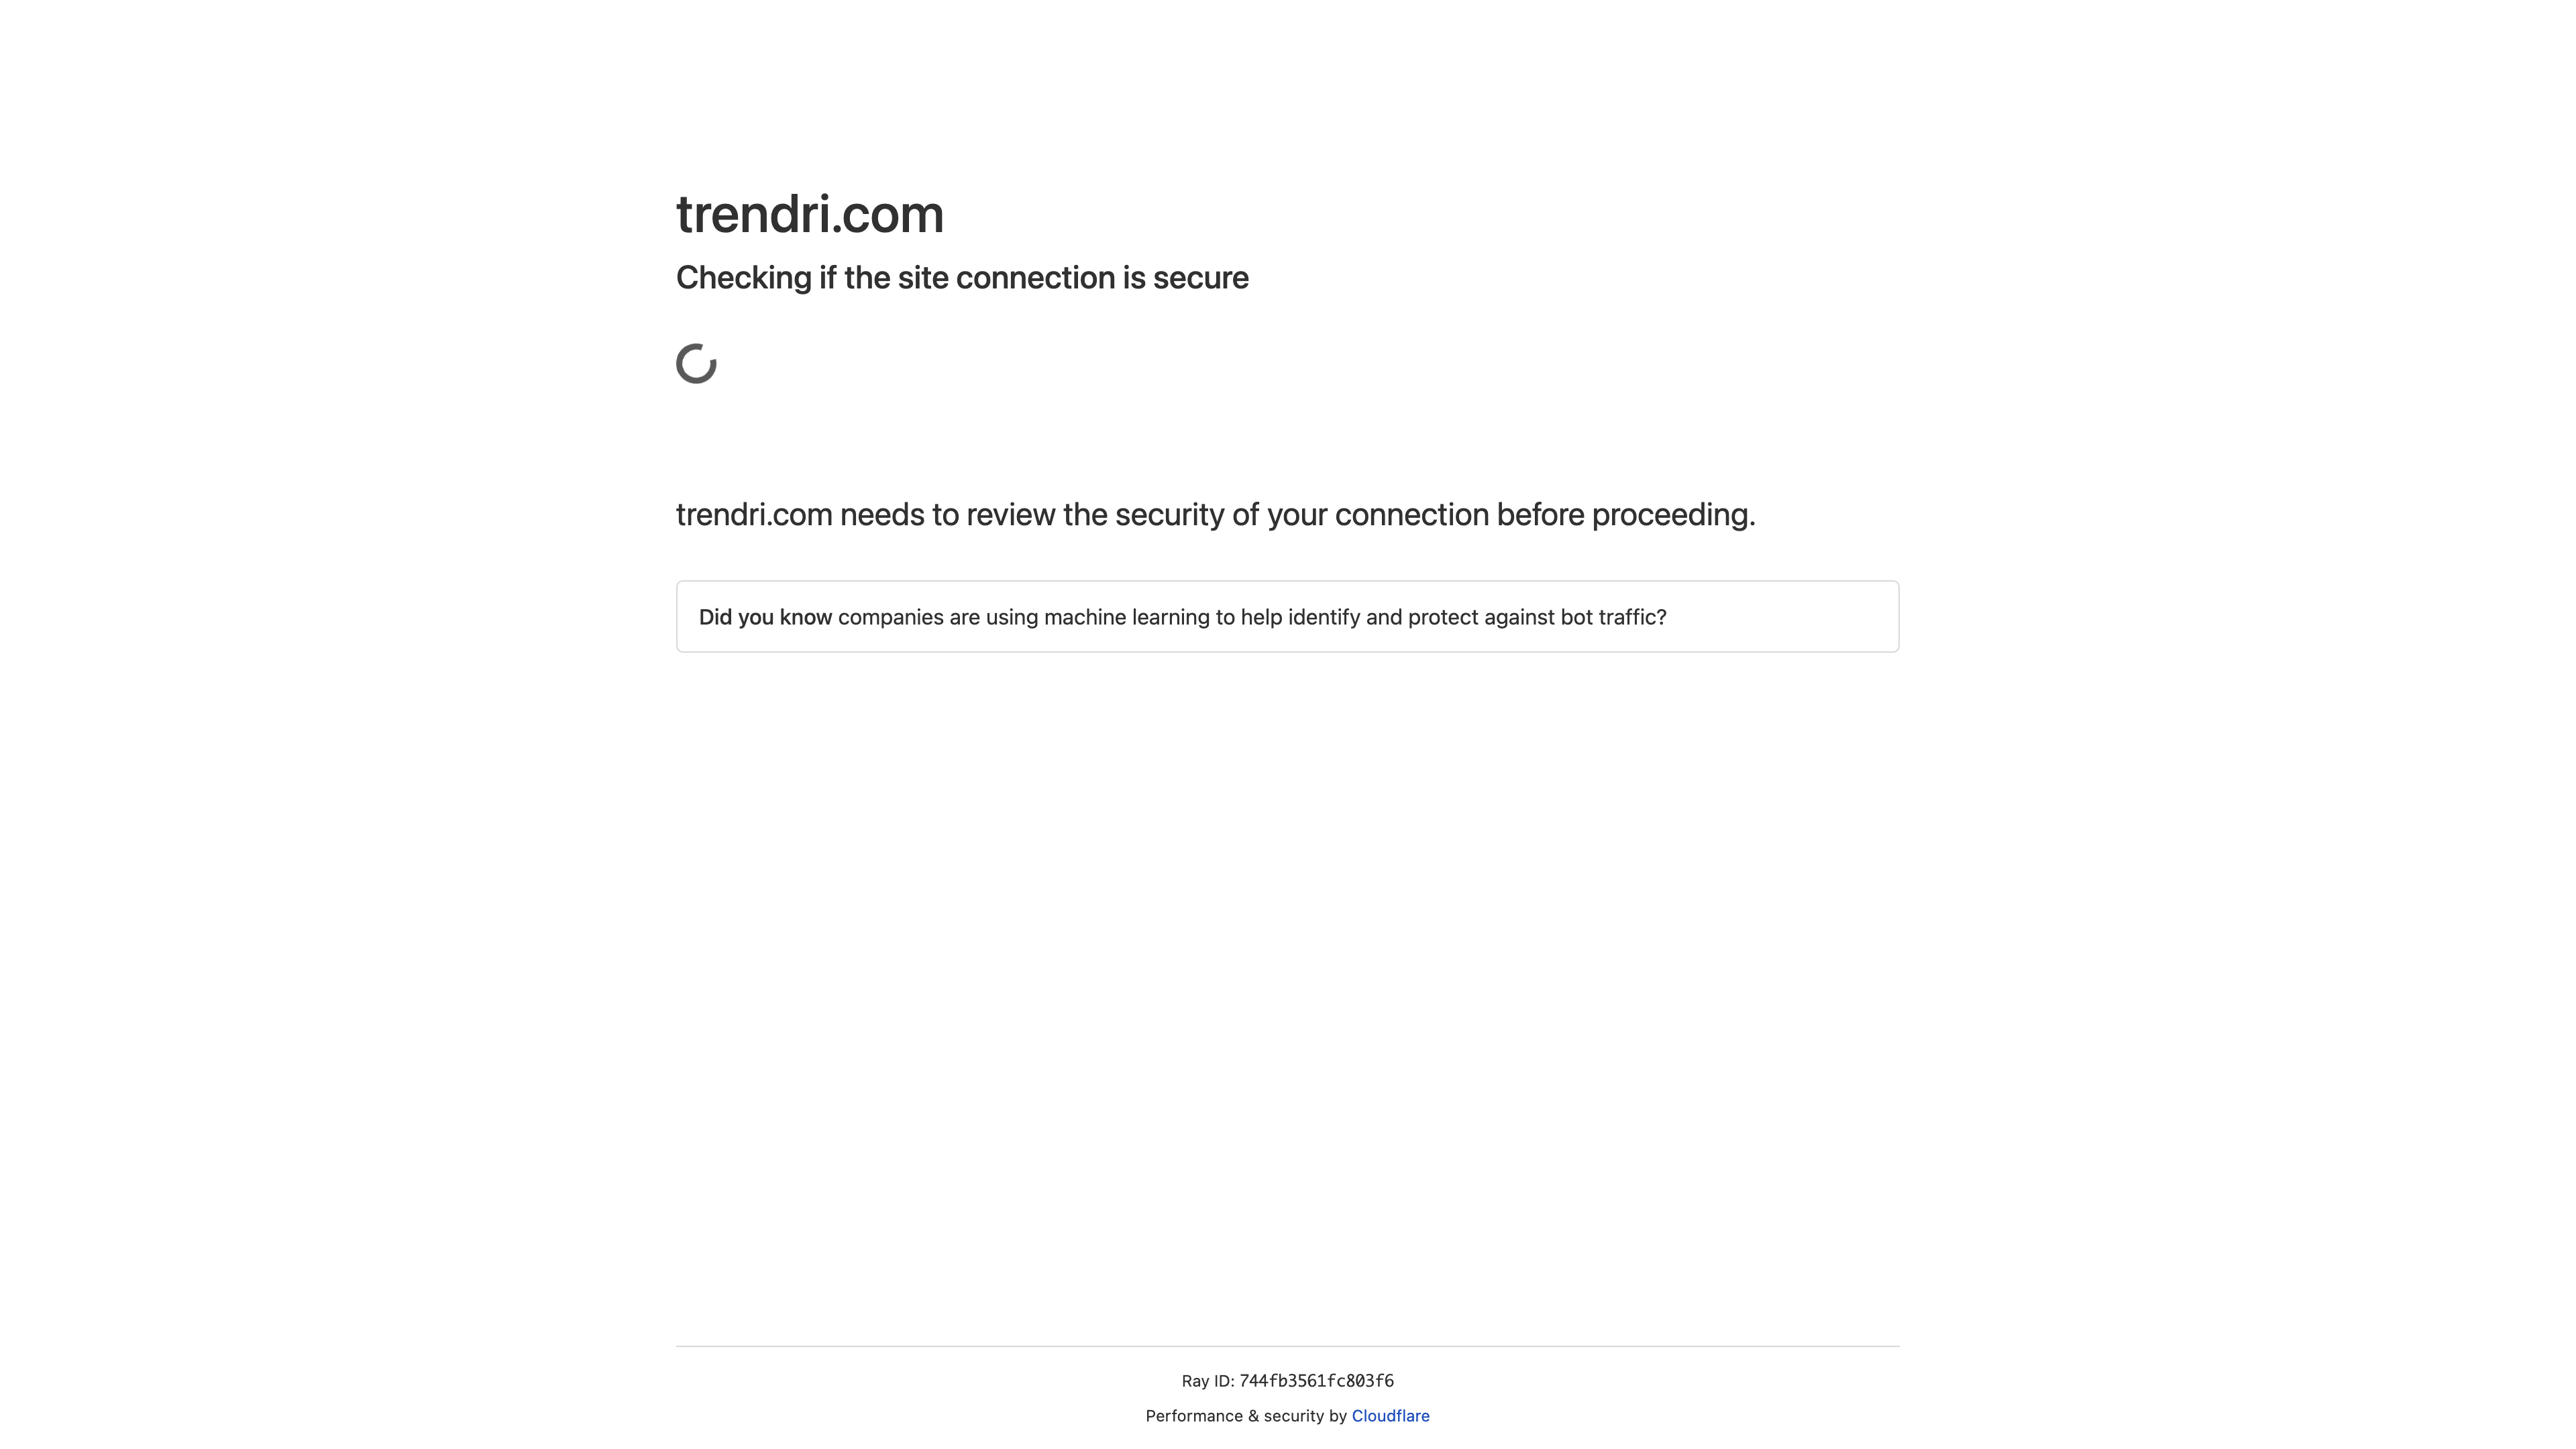 trendri.com
Checking if the site connection is secure
trendri.com needs to review the security of your connection before proceeding.
Did you know companies are using machine learning to help identify and protect against bot traffic?
Ray ID: 744fb3561fc803f6
Performance & security by Cloudflare